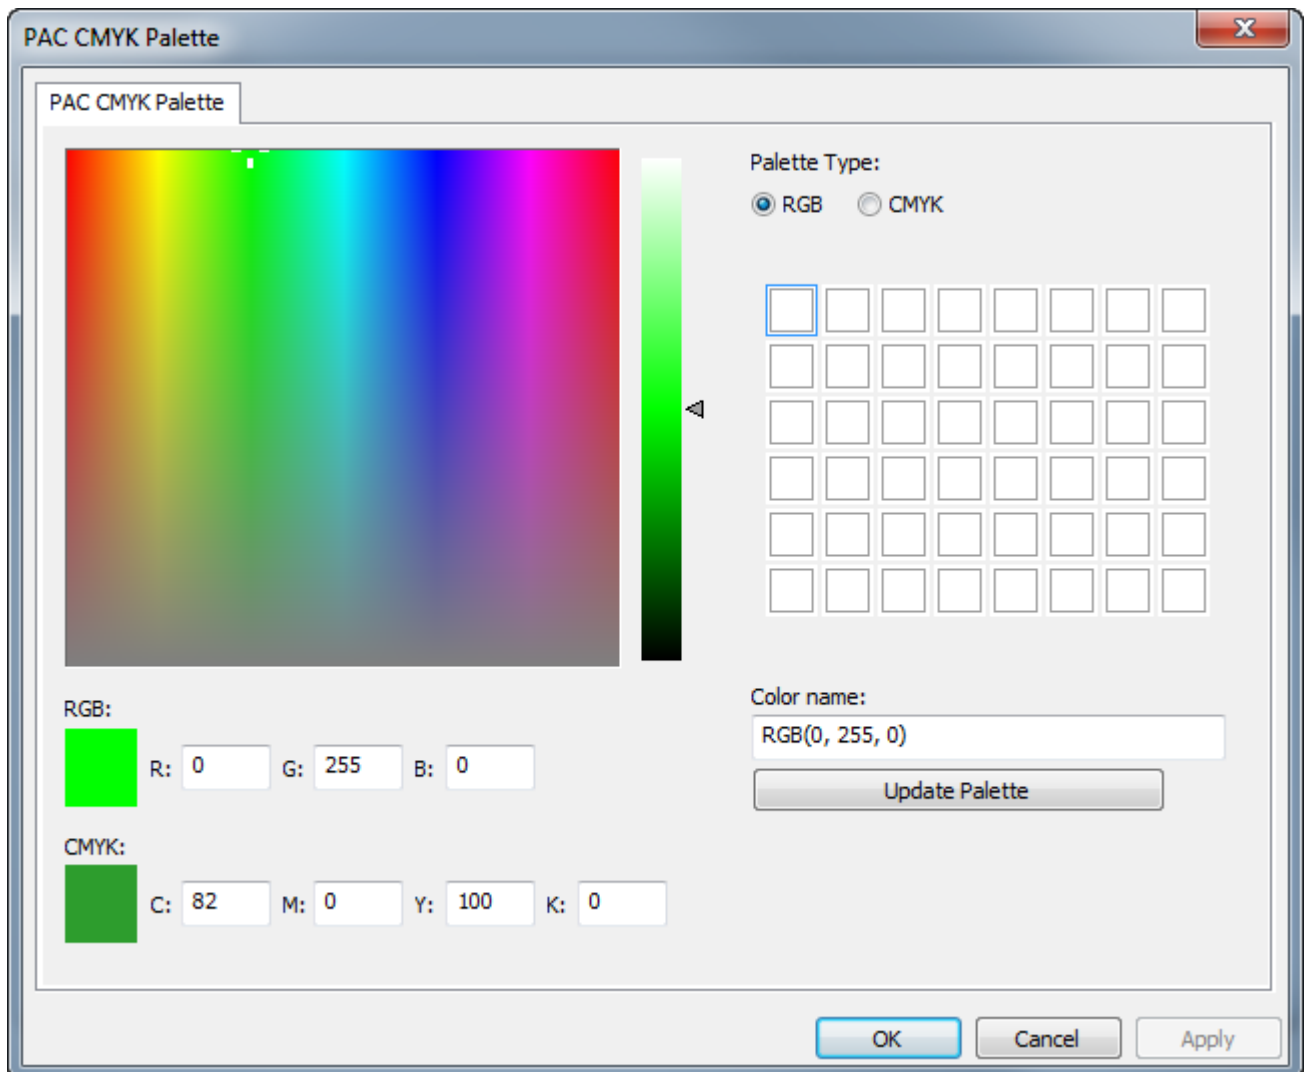 PAC CMYK Palette
PAC CMYK Palette
Palette Type:
RGB CMYK
Color name:
RGB(0, 255, 0)
Update Palette
RGB:
R: 0 G: 255 B: 0
CMYK:
C: 82 M: 0 Y: 100 K: 0
OK Cancel Apply